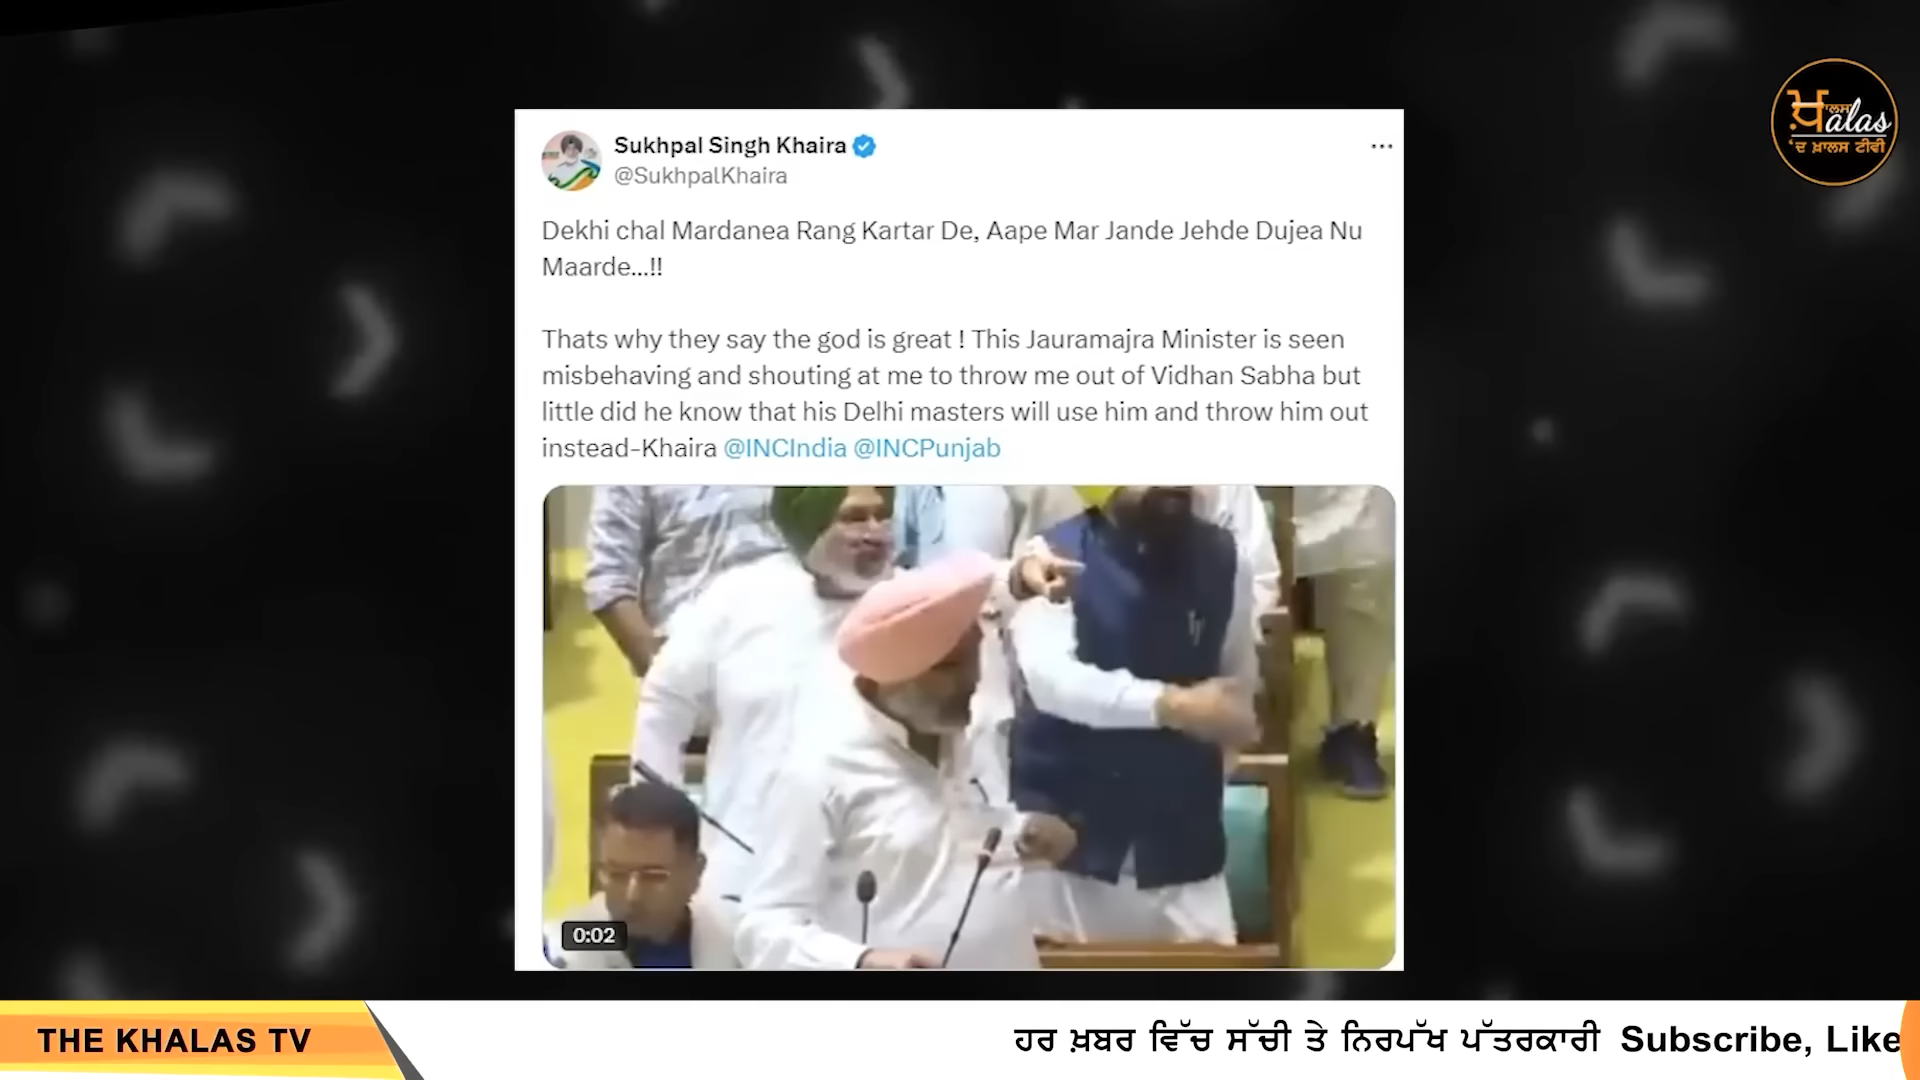 Sukhpal Singh Khaira
@SukhpalKhaira
Dekhi chal Mardanea Rang Kartar De, Aape Mar Jande Jehde Dujea Nu
Maarde...!!
Thats why they say the god is great ! This Jauramajra Minister is seen
misbehaving and shouting at me to throw me out of Vidhan Sabha but
little did he know that his Delhi masters will use him and throw him out
instead-Khaira @INCIndia @INCPunjab
0:02
ਖ਼ਾਲਸ
Khalas
'ਦ ਖ਼ਾਲਸ ਟੀਵੀ
THE KHALAS TV
ਹਰ ਖ਼ਬਰ ਵਿੱਚ ਸੱਚੀ ਤੇ ਨਿਰਪੱਖ ਪੱਤਰਕਾਰੀ Subscribe, Like